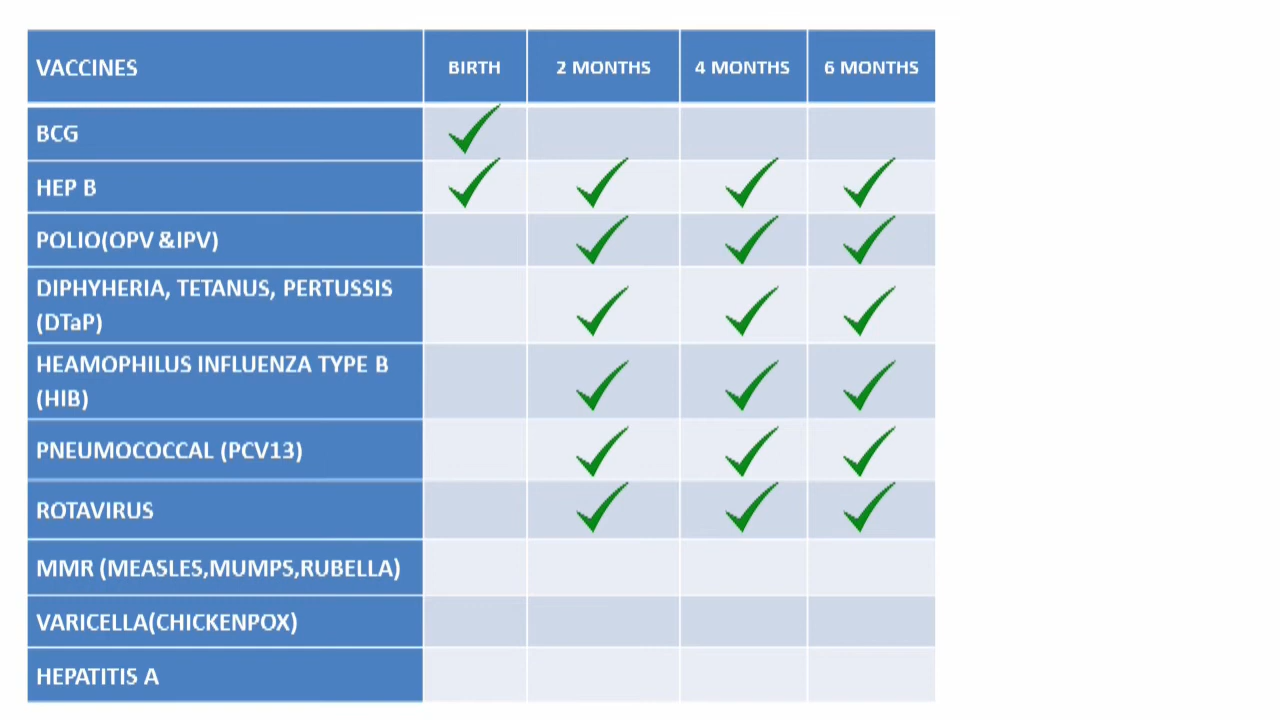 VACCINES BIRTH 2 MONTHS 4 MONTHS 6 MONTHS
BCG
HEP B
POLIO(OPV &IPV)
DIPHYHERIA, TETANUS, PERTUSSIS
(DTaP)
HEAMOPHILUS INFLUENZA TYPE B
(HIB)
PNEUMOCOCCAL (PCV13)
ROTAVIRUS
MMR (MEASLES,MUMPS,RUBELLA)
VARICELLA(CHICKENPOX)
HEPATITIS A